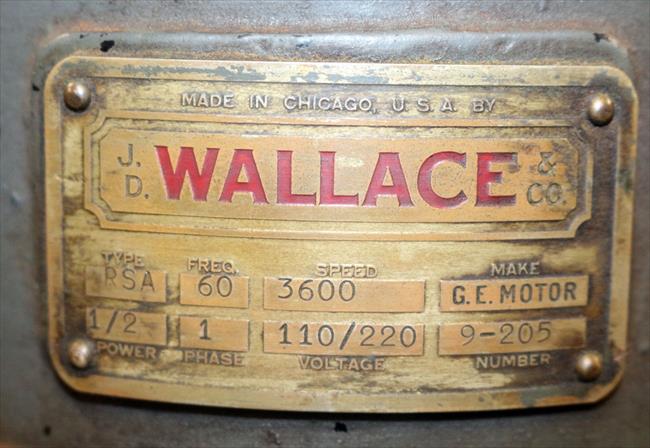 MADE IN CHICAGO, U.S.A. BY
J. D. WALLACE & CO.
TYPE FREQ. SPEED MAKE
RSA 60 3600 G.E. MOTOR
1/2 1 110/220 9-205
POWER PHASE VOLTAGE NUMBER